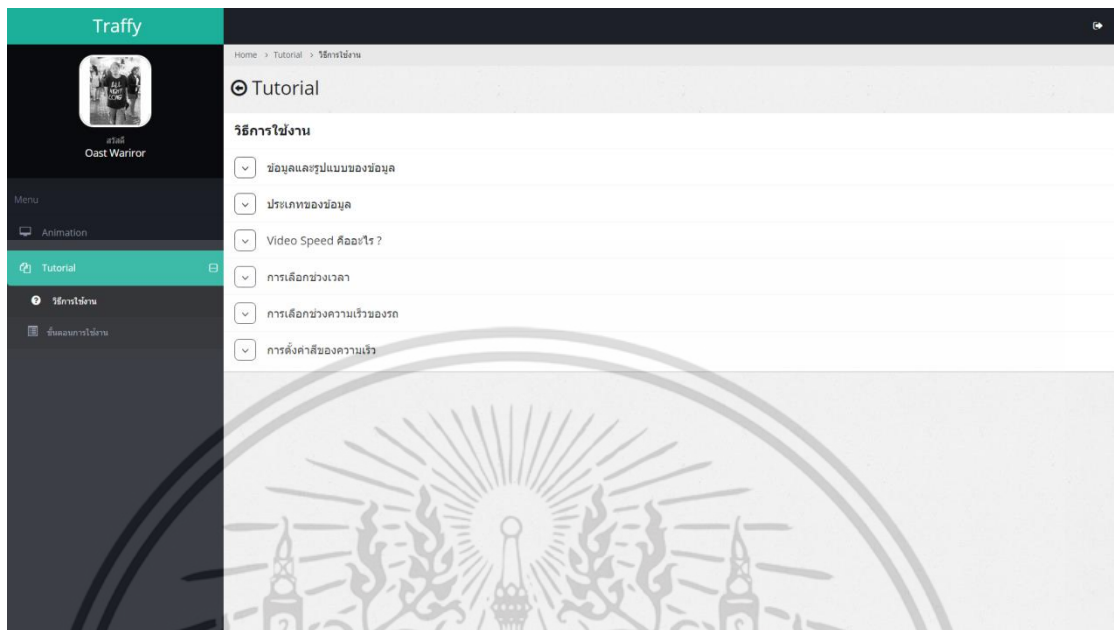 Traffy
สวัสดี
Oast Wariror
Menu
Animation
Tutorial
วิธีการใช้งาน
ขั้นตอนการใช้งาน
Home > Tutorial > วิธีการใช้งาน
Tutorial
วิธีการใช้งาน
ข้อมูลและรูปแบบของข้อมูล
ประเภทของข้อมูล
Video Speed คืออะไร ?
การเลือกช่วงเวลา
การเลือกช่วงความเร็วของรถ
การตั้งค่าสีของความเร็ว